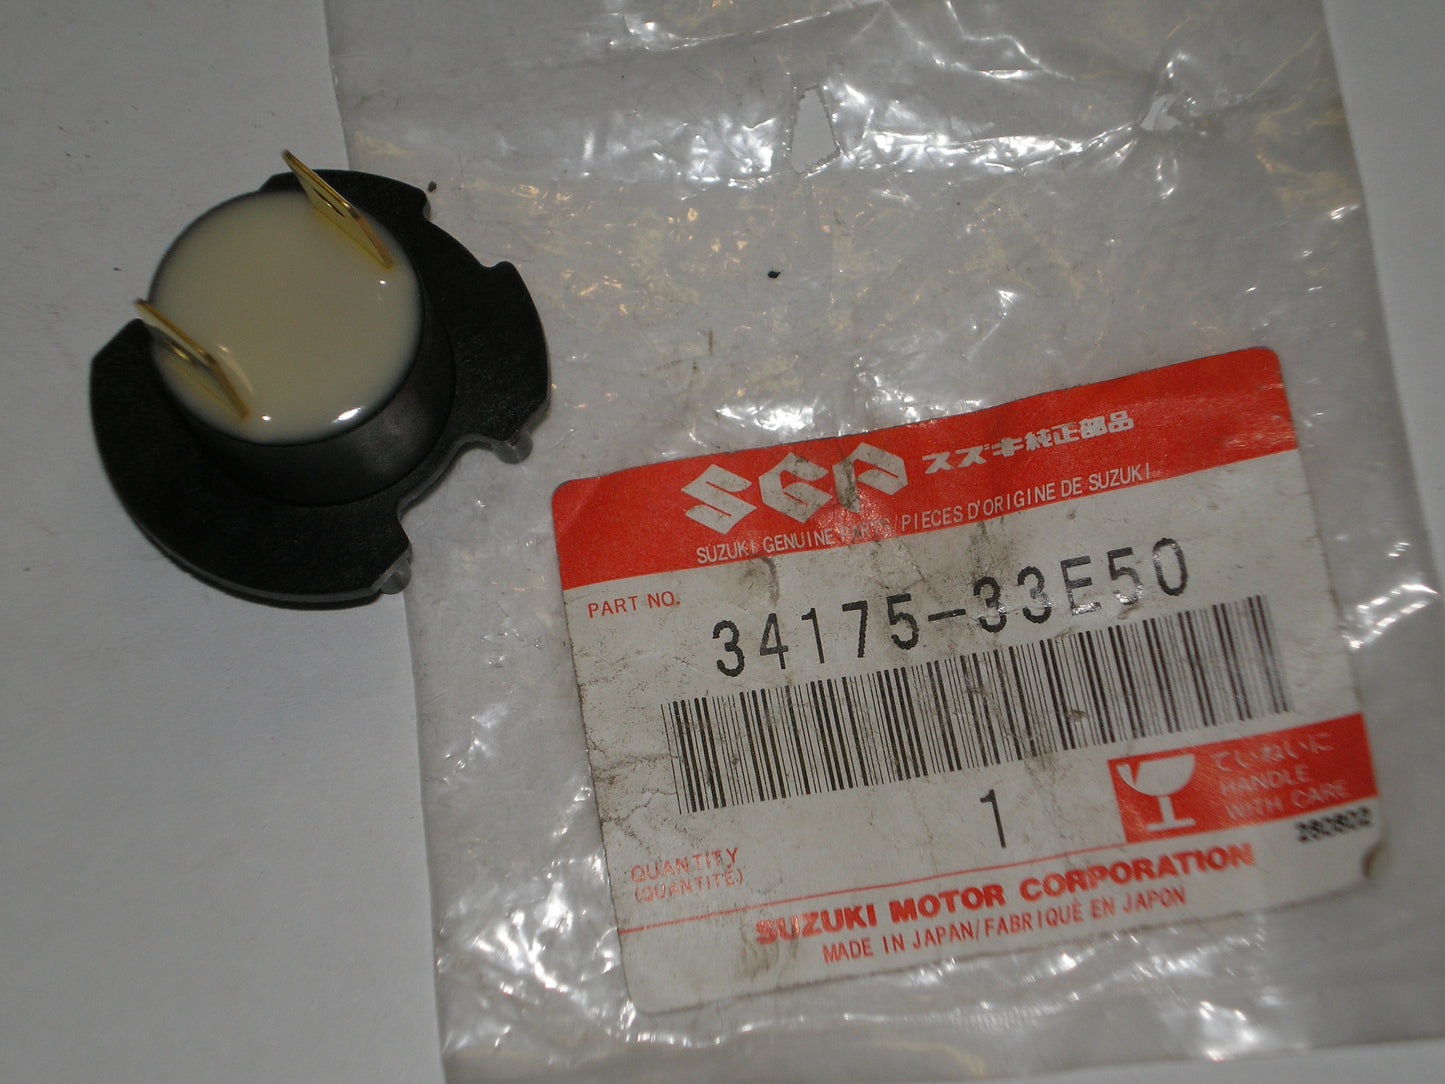 SGP スズキ純正部品
SUZUKI GENUINE PARTS/PIECES D'ORIGINE DE SUZUKI
PART NO.
34175-33E50
ていねいに
HANDLE
WITH CARE
1
280802
QUANTITY
(QUANTITÉ)
SUZUKI MOTOR CORPORATION
MADE IN JAPAN/FABRIQUÉ EN JAPON